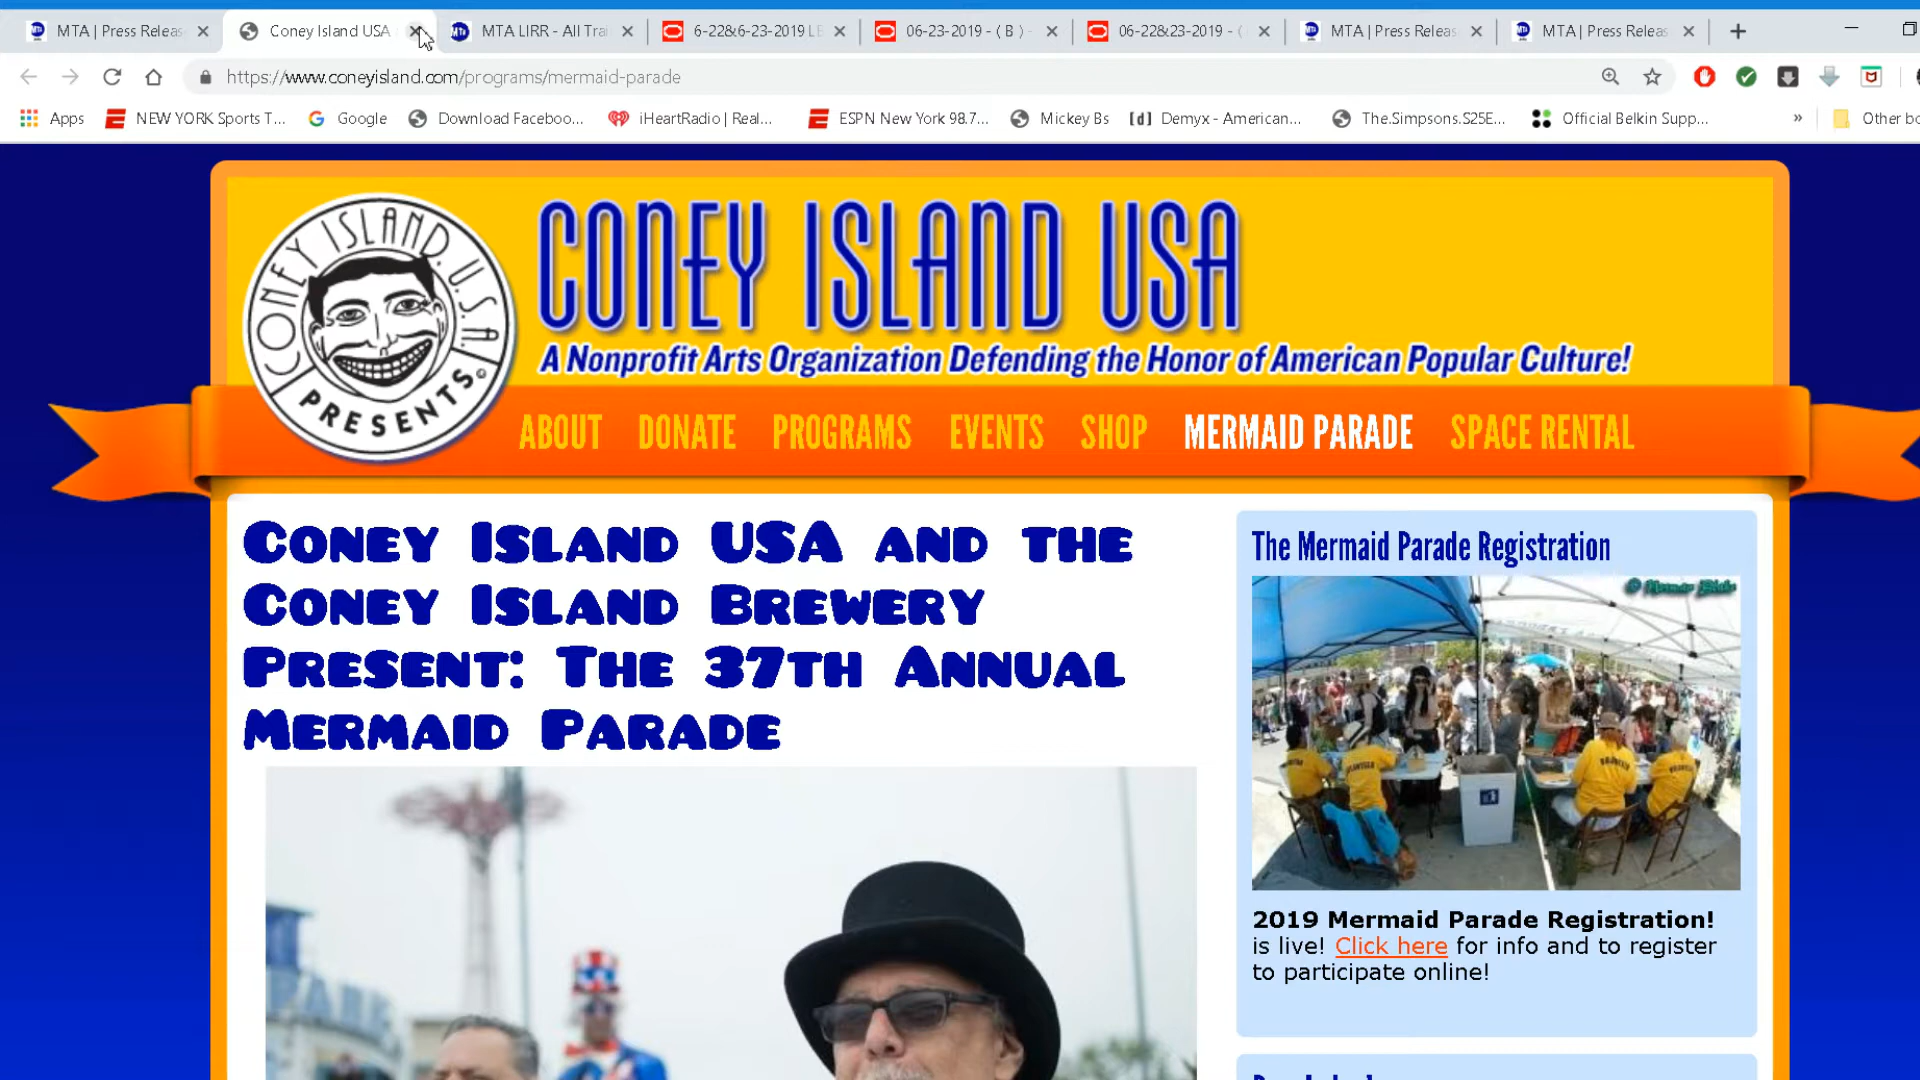 MTA | Press Releas
Coney Island USA
MTA LIRR - All Trai
6-22&6-23-2019 LE
06-23-2019 - ( B ) -
06-22&23-2019 - (
MTA | Press Releas
MTA | Press Releas
https://www.coneyisland.com/programs/mermaid-parade
Apps
NEW YORK Sports T...
Google
Download Faceboo...
iHeartRadio | Real...
ESPN New York 98.7...
Mickey Bs
[d] Demyx - American...
The.Simpsons.S25E...
Official Belkin Supp...
»
Other bo
CONEY ISLAND U.S.A. PRESENTS
CONEY ISLAND USA
A Nonprofit Arts Organization Defending the Honor of American Popular Culture!
ABOUT DONATE PROGRAMS EVENTS SHOP MERMAID PARADE SPACE RENTAL
Coney Island USA and the
Coney Island Brewery
Present: The 37th Annual
Mermaid Parade
The Mermaid Parade Registration
2019 Mermaid Parade Registration!
is live! Click here for info and to register
to participate online!